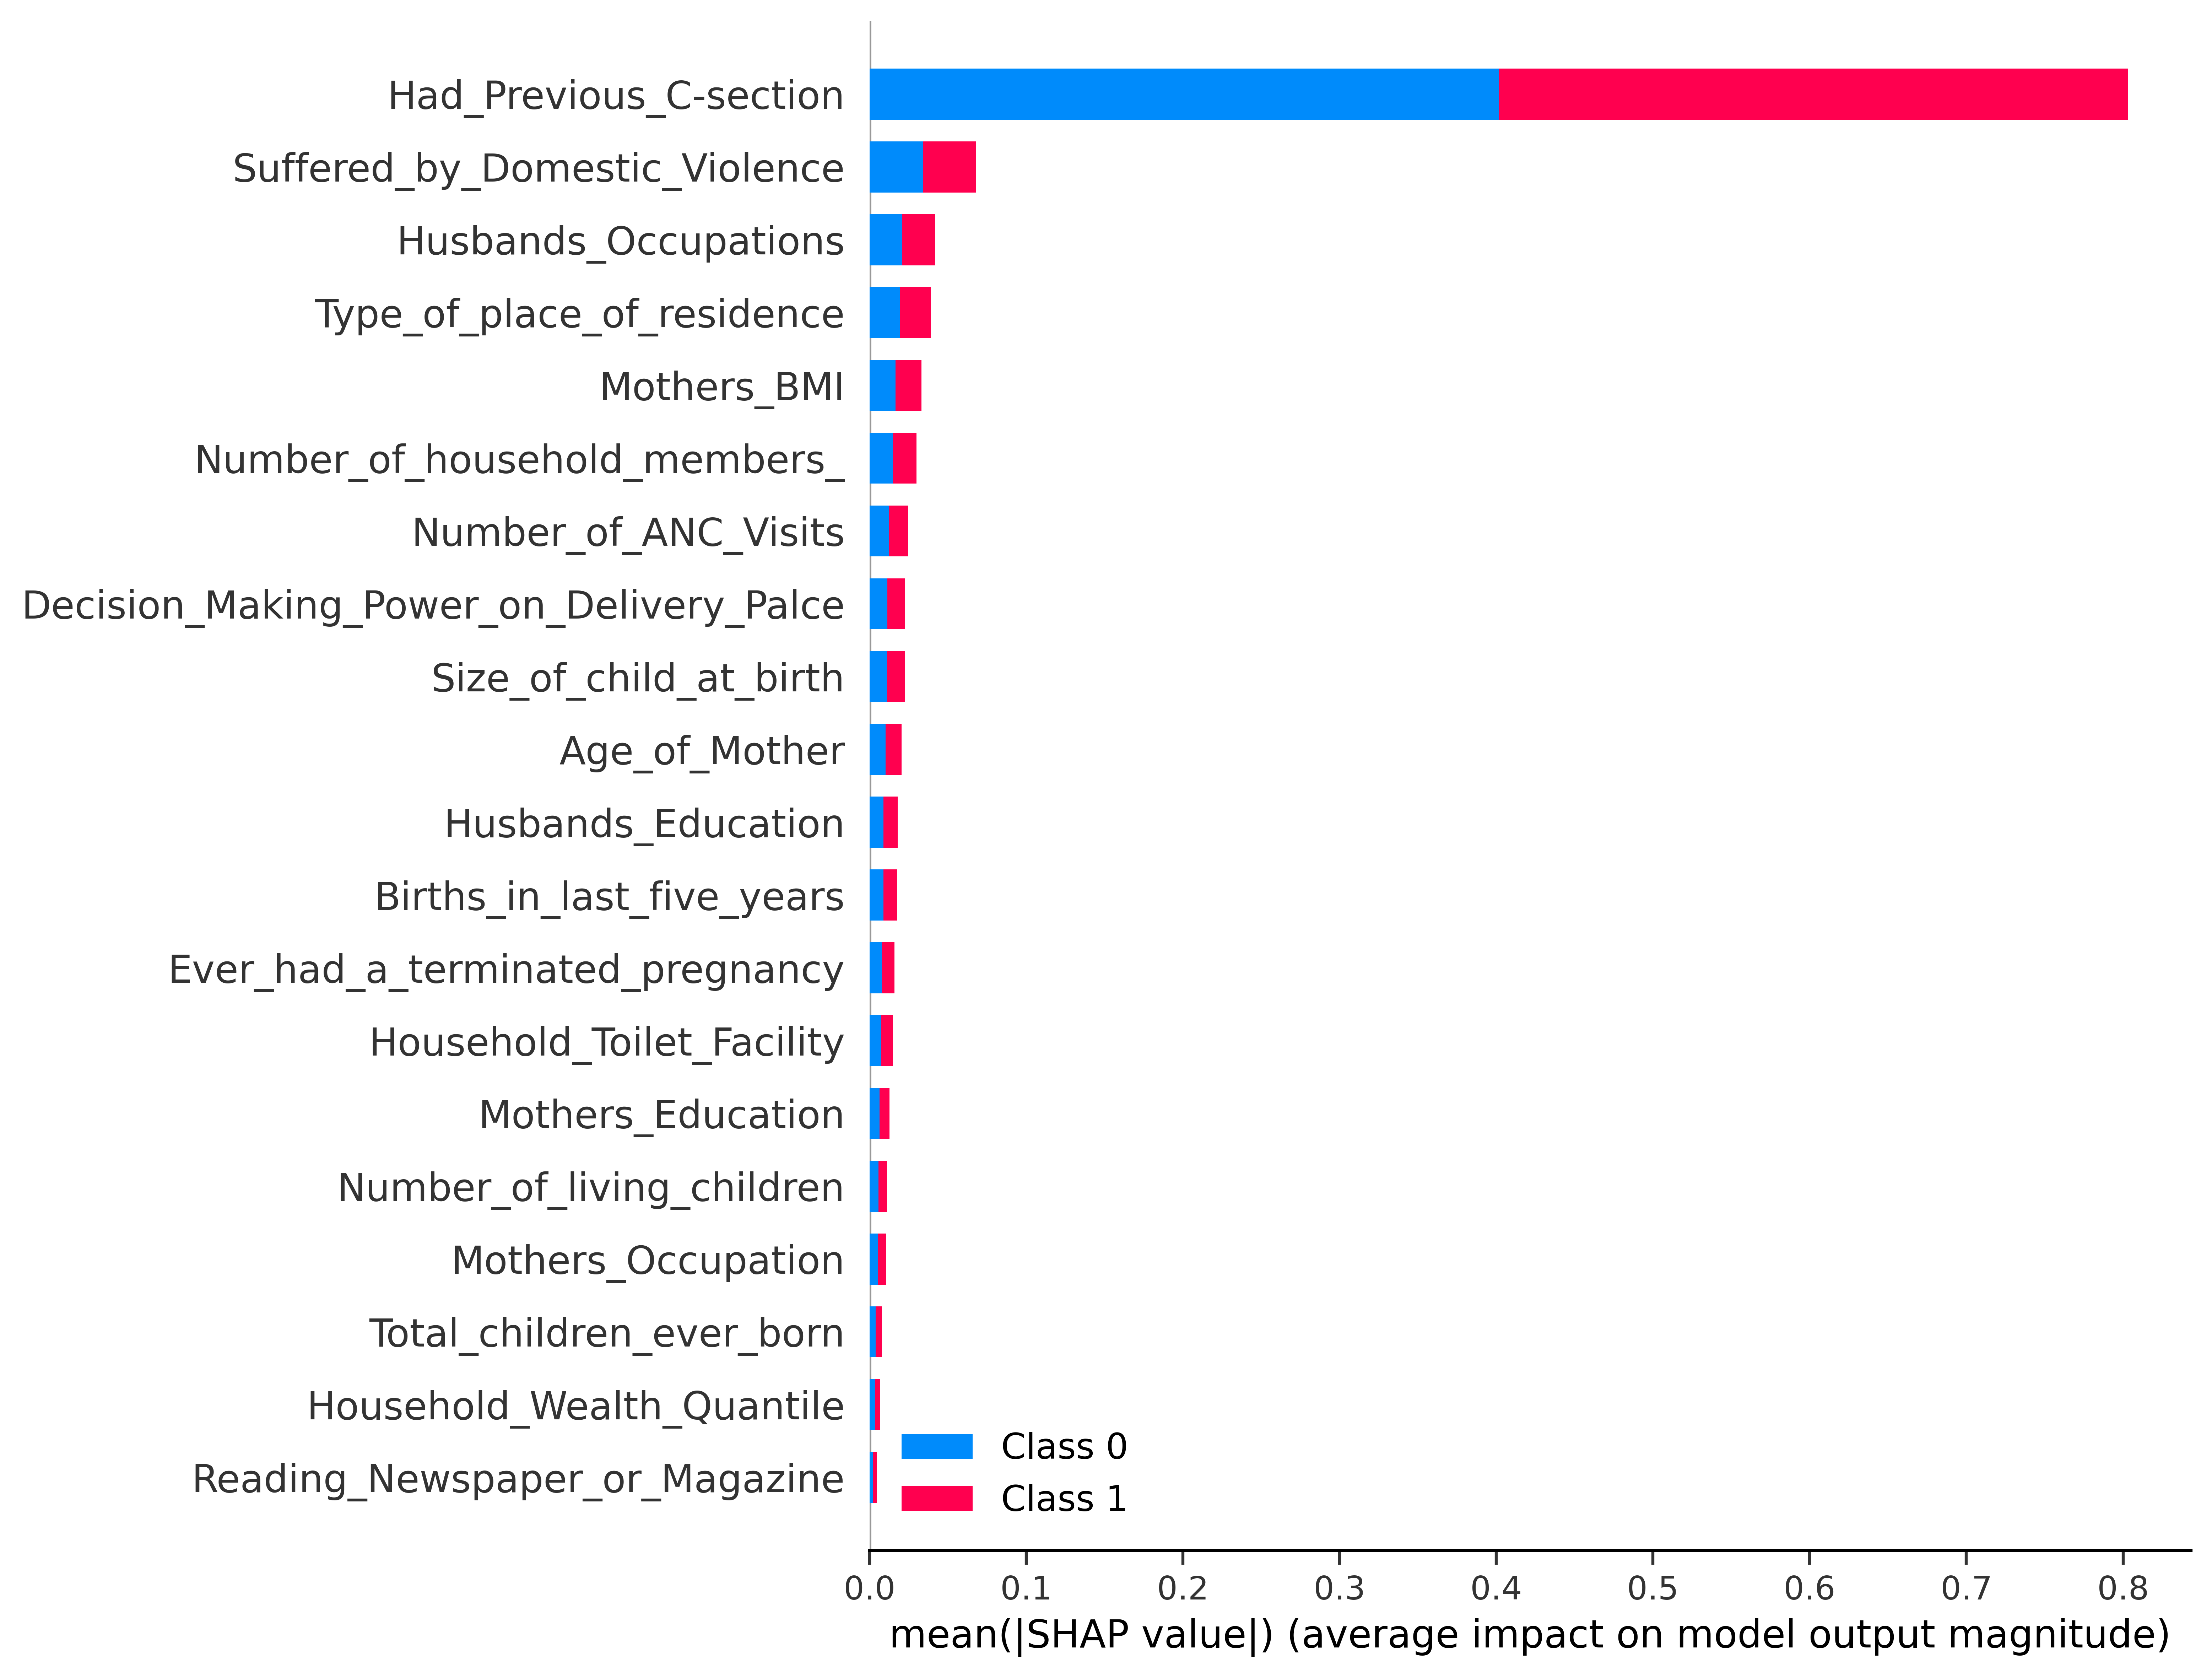 Had_Previous_C-section
Suffered_by_Domestic_Violence
Husbands_Occupations
Type_of_place_of_residence
Mothers_BMI
Number_of_household_members_
Number_of_ANC_Visits
Decision_Making_Power_on_Delivery_Palce
Size_of_child_at_birth
Age_of_Mother
Husbands_Education
Births_in_last_five_years
Ever_had_a_terminated_pregnancy
Household_Toilet_Facility
Mothers_Education
Number_of_living_children
Mothers_Occupation
Total_children_ever_born
Household_Wealth_Quantile
Reading_Newspaper_or_Magazine
Class 0
Class 1
0.0 0.1 0.2 0.3 0.4 0.5 0.6 0.7 0.8
mean(|SHAP value|) (average impact on model output magnitude)